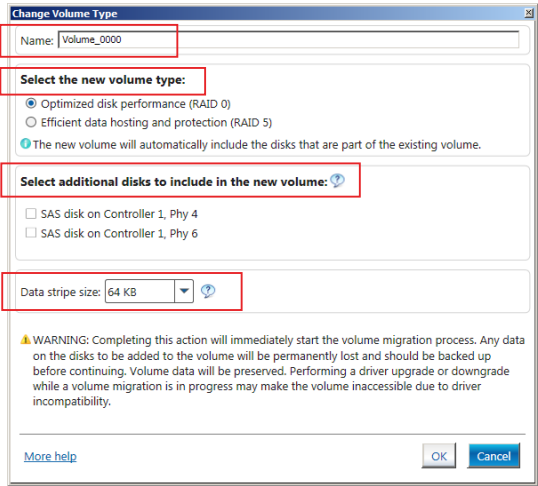 Change Volume Type
Name: Volume_0000
Select the new volume type:
Optimized disk performance (RAID 0)
Efficient data hosting and protection (RAID 5)
The new volume will automatically include the disks that are part of the existing volume.
Select additional disks to include in the new volume:
SAS disk on Controller 1, Phy 4
SAS disk on Controller 1, Phy 6
Data stripe size: 64 KB
WARNING: Completing this action will immediately start the volume migration process. Any data
on the disks to be added to the volume will be permanently lost and should be backed up
before continuing. Volume data will be preserved. Performing a driver upgrade or downgrade
while a volume migration is in progress may make the volume inaccessible due to driver
incompatibility.
More help OK Cancel